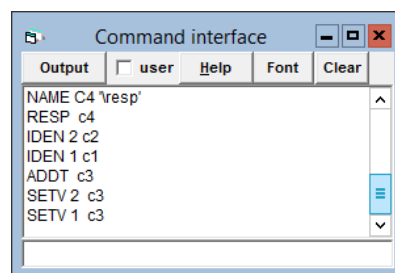 Command interface
Output user Help Font Clear
NAME C4 '\resp'
RESP c4
IDEN 2 c2
IDEN 1 c1
ADDT c3
SETV 2 c3
SETV 1 c3